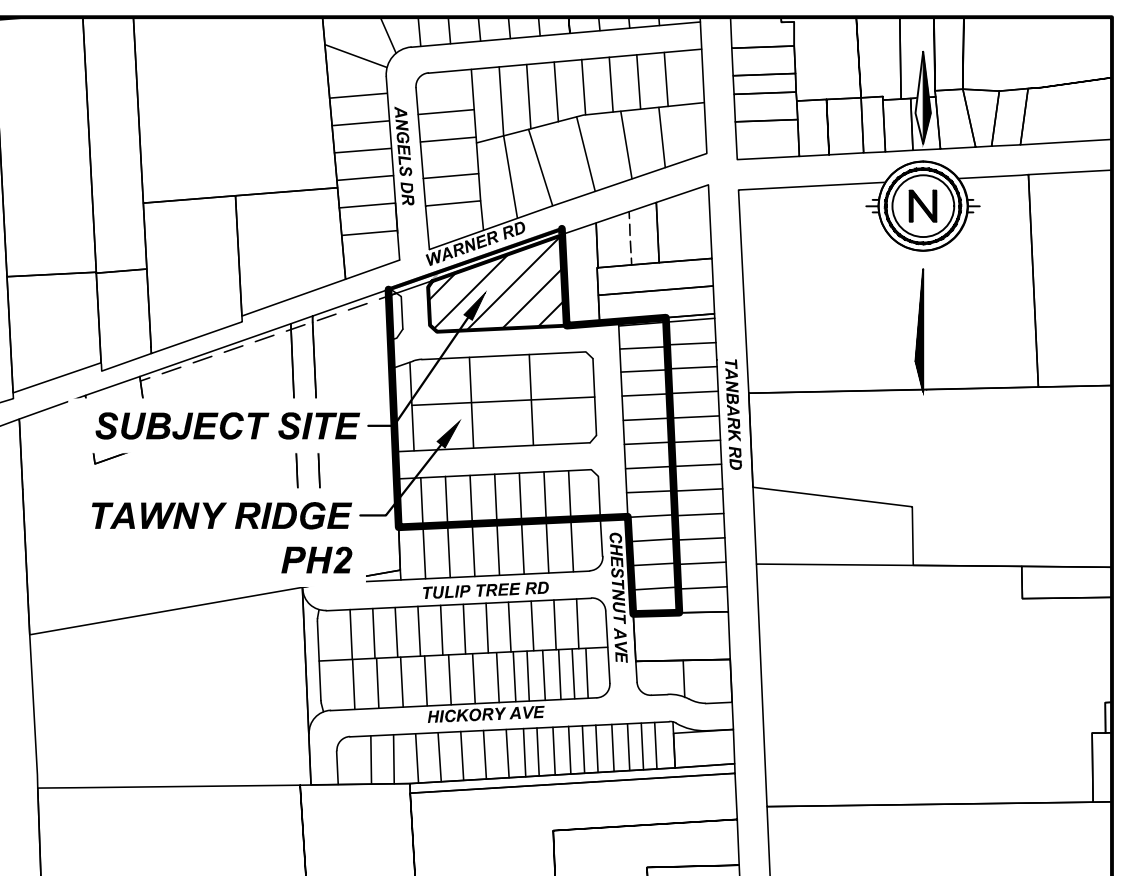 ANGELS DR
N
WARNER RD
TANBARK RD
SUBJECT SITE
TAWNY RIDGE
PH2
CHESTNUT AVE
TULIP TREE RD
HICKORY AVE